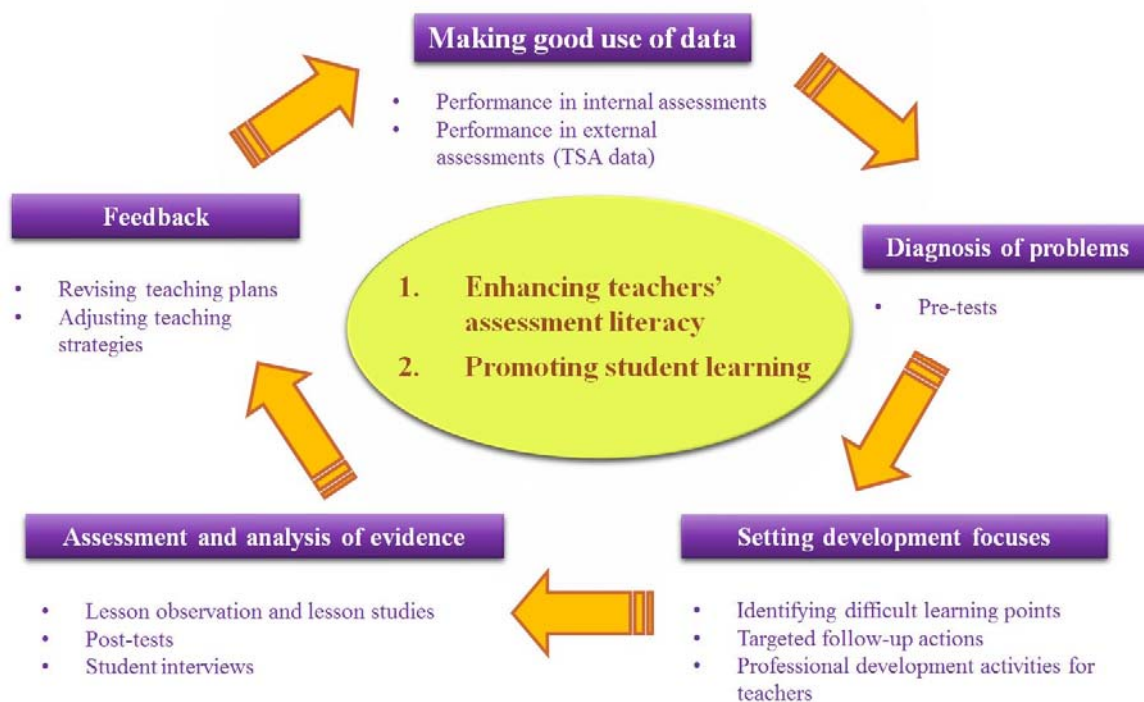 Making good use of data
• Performance in internal assessments
• Performance in external
assessments (TSA data)
Feedback
• Revising teaching plans
• Adjusting teaching
strategies
Diagnosis of problems
• Pre-tests
1. Enhancing teachers’
assessment literacy
2. Promoting student learning
Assessment and analysis of evidence
• Lesson observation and lesson studies
• Post-tests
• Student interviews
Setting development focuses
• Identifying difficult learning points
• Targeted follow-up actions
• Professional development activities for
teachers